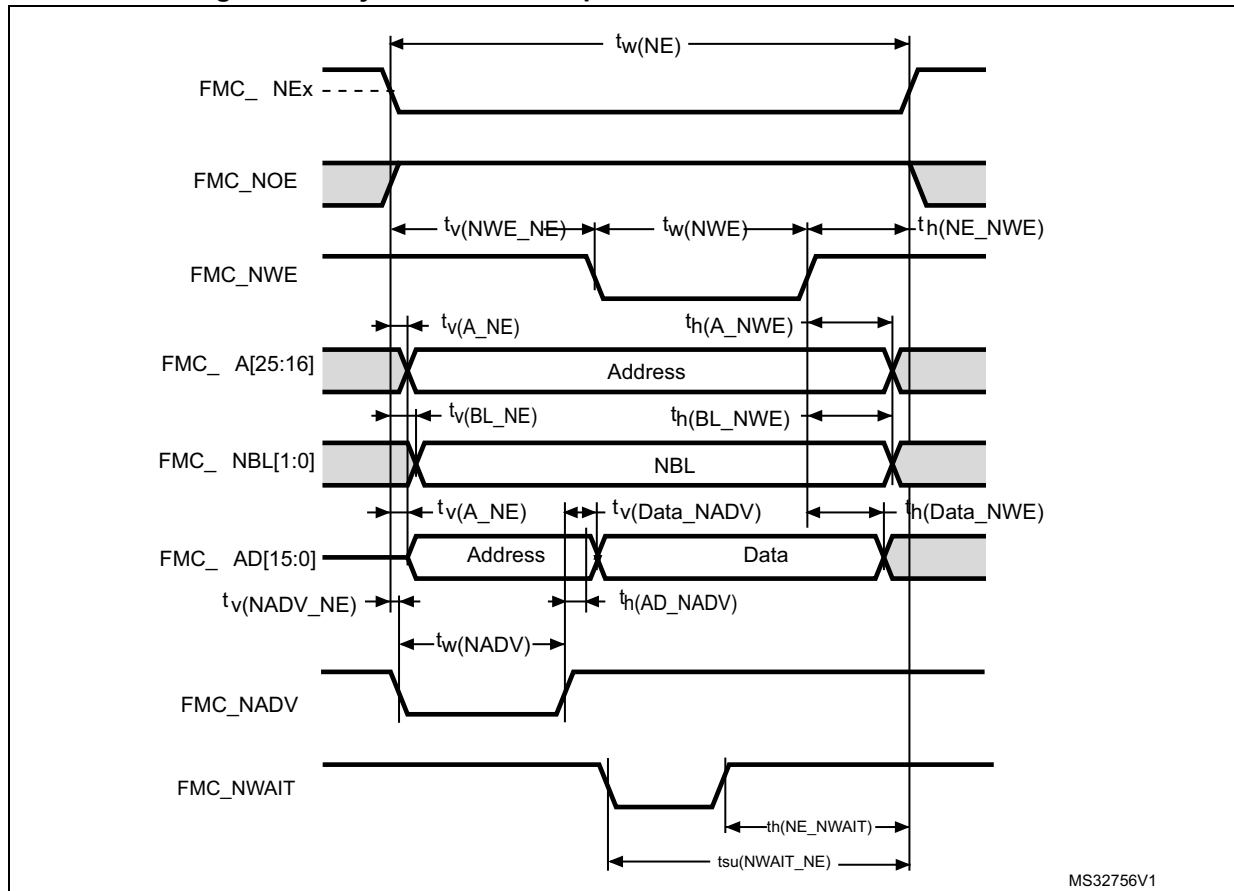 tw(NE)
FMC_ NEx
FMC_NOE
tv(NWE_NE) tw(NWE) th(NE_NWE)
FMC_NWE
tv(A_NE) th(A_NWE)
FMC_ A[25:16] Address
tv(BL_NE) th(BL_NWE)
FMC_ NBL[1:0] NBL
tv(A_NE) tv(Data_NADV) th(Data_NWE)
FMC_ AD[15:0] Address Data
tv(NADV_NE) th(AD_NADV)
tw(NADV)
FMC_NADV
FMC_NWAIT
th(NE_NWAIT)
tsu(NWAIT_NE)
MS32756V1